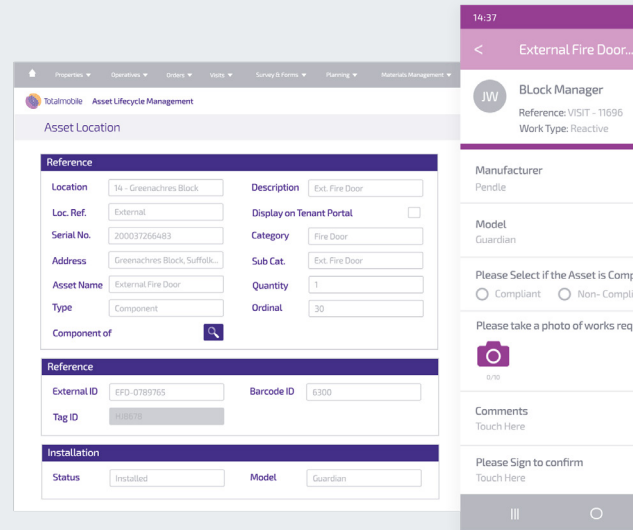 Properties Operatives Orders Visits Survey & Forms Planning Materials Management
Totalmobile Asset Lifecycle Management
Asset Location
Reference
Location 14 - Greenachres Block Description Ext. Fire Door
Loc. Ref. External Display on Tenant Portal
Serial No. 200037266483 Category Fire Door
Address Greenachres Block, Suffolk... Sub Cat. Ext. Fire Door
Asset Name External Fire Door Quantity 1
Type Component Ordinal 30
Component of
Reference
External ID EFD-0789765 Barcode ID 6300
Tag ID
Installation
Status Installed Model Guardian
14:37
< External Fire Door...
JW BLock Manager
Reference: VISIT - 11696
Work Type: Reactive
Manufacturer
Pendle
Model
Guardian
Please Select if the Asset is Comp
Compliant Non- Compli
Please take a photo of works req
0/10
Comments
Touch Here
Please Sign to confirm
Touch Here